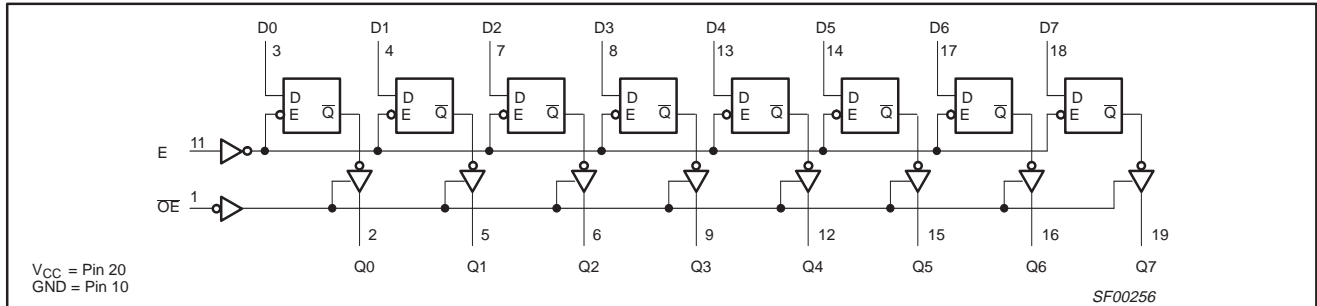 D0 D1 D2 D3 D4 D5 D6 D7
3 4 7 8 13 14 17 18
D Q̅ D Q̅ D Q̅ D Q̅ D Q̅ D Q̅ D Q̅ D Q̅
E E E E E E E E
E 11
O̅E̅ 1
2 5 6 9 12 15 16 19
Q0 Q1 Q2 Q3 Q4 Q5 Q6 Q7
VCC = Pin 20
GND = Pin 10
SF00256